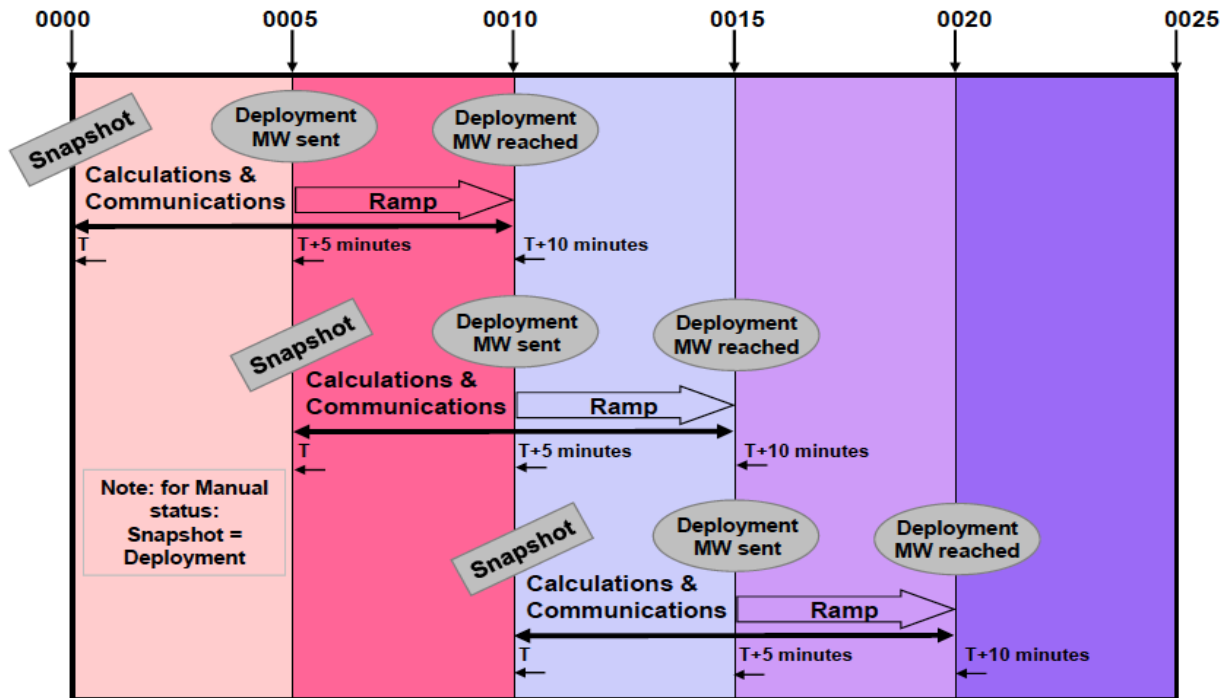 0000 0005 0010 0015 0020 0025
Snapshot
Deployment
MW sent
Deployment
MW reached
Calculations &
Communications
Ramp
T
T+5 minutes
T+10 minutes
Snapshot
Deployment
MW sent
Deployment
MW reached
Calculations &
Communications
Ramp
T
T+5 minutes
T+10 minutes
Note: for Manual
status:
Snapshot =
Deployment
Snapshot
Deployment
MW sent
Deployment
MW reached
Calculations &
Communications
Ramp
T
T+5 minutes
T+10 minutes